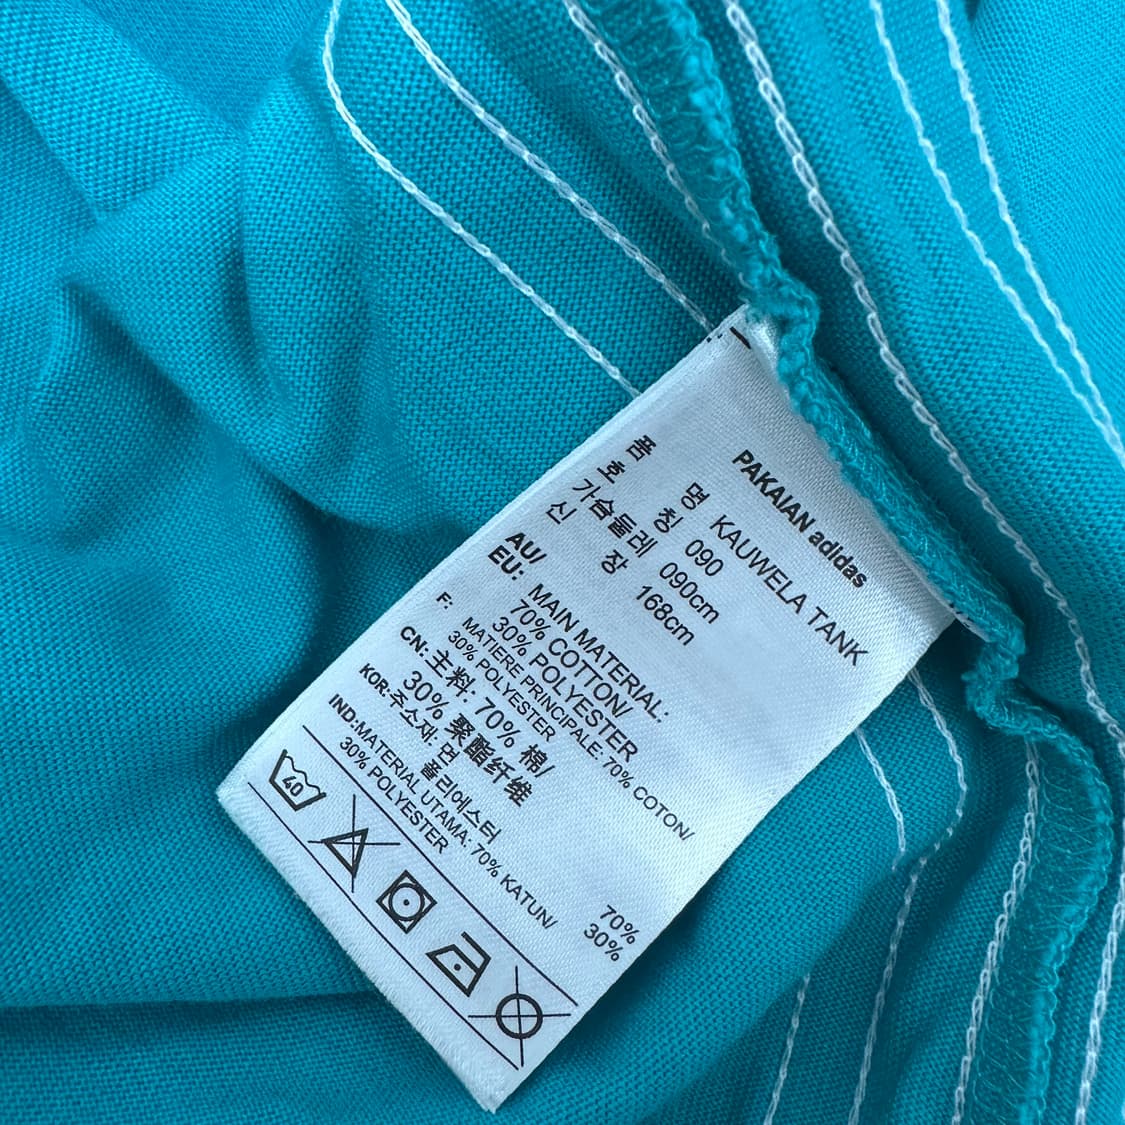 PAKAIAN adidas
품 명 KAUWELA TANK
호 칭 090
가슴둘레 090cm
신 장 168cm
AU/
EU: MAIN MATERIAL:
70% COTTON/
30% POLYESTER
F: MATIERE PRINCIPALE: 70% COTON/
30% POLYESTER
CN: 主料: 70% 棉/
30% 聚酯纤维
KOR:주소재: 면 70%
폴리에스터 30%
IND:MATERIAL UTAMA: 70% KATUN/
30% POLYESTER
40